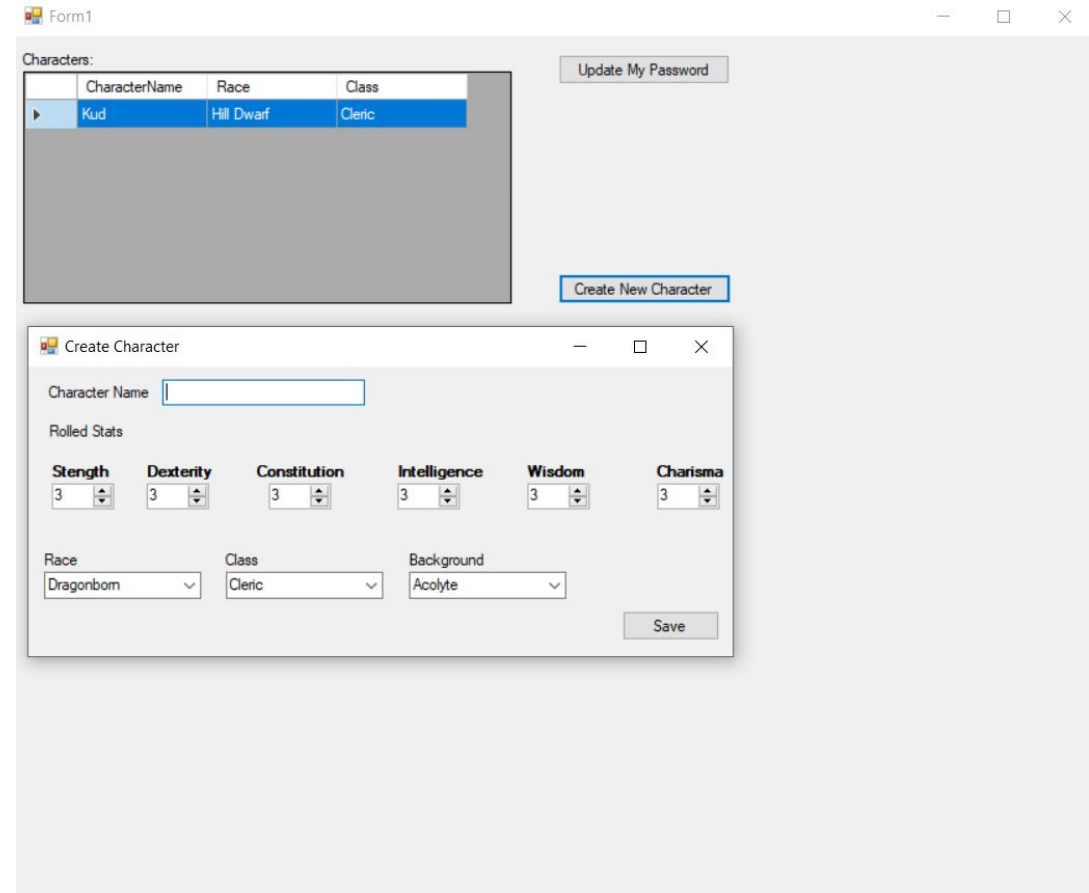 Form1
Characters:
Update My Password
CharacterName Race Class
Kud Hill Dwarf Cleric
Create New Character
Create Character
Character Name
Rolled Stats
Stength Dexterity Constitution Intelligence Wisdom Charisma
3 3 3 3 3 3
Race Class Background
Dragonborn Cleric Acolyte
Save